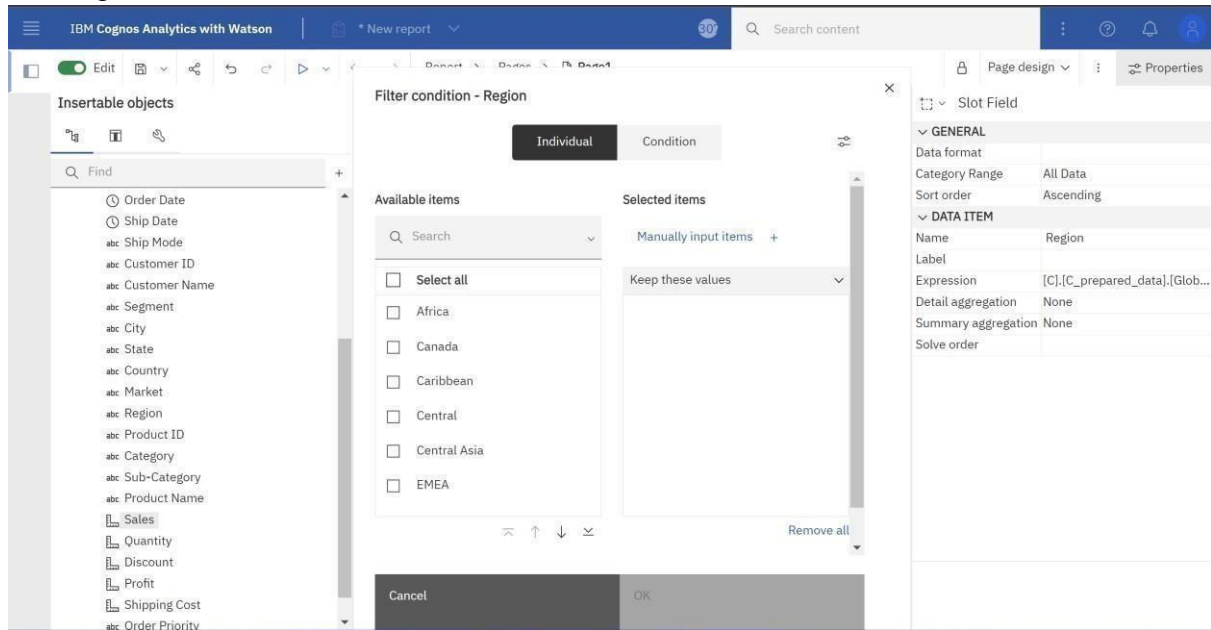 IBM Cognos Analytics with Watson
* New report
30
Search content
Edit
Page design
Properties
Insertable objects
Find
Order Date
Ship Date
abc Ship Mode
abc Customer ID
abc Customer Name
abc Segment
abc City
abc State
abc Country
abc Market
abc Region
abc Product ID
abc Category
abc Sub-Category
abc Product Name
Sales
Quantity
Discount
Profit
Shipping Cost
abc Order Priority
Filter condition - Region
Individual
Condition
Available items
Selected items
Search
Manually input items +
Select all
Keep these values
Africa
Canada
Caribbean
Central
Central Asia
EMEA
Remove all
Cancel
OK
Slot Field
GENERAL
Data format
Category Range All Data
Sort order Ascending
DATA ITEM
Name Region
Label
Expression [C].[C_prepared_data].[Glob...
Detail aggregation None
Summary aggregation None
Solve order